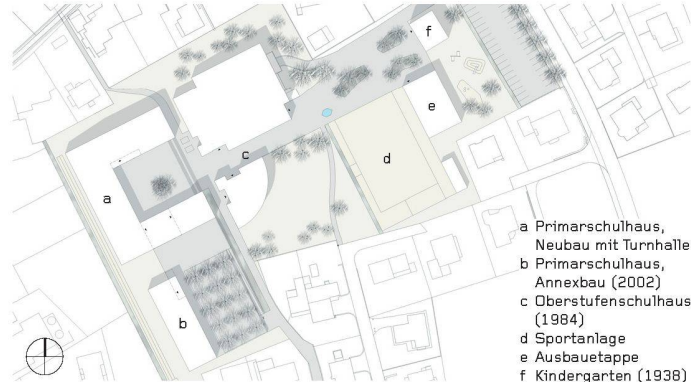 f
e
c
d
a
b
a Primarschulhaus,
Neubau mit Turnhalle
b Primarschulhaus,
Annexbau (2002)
c Oberstufenschulhaus
(1984)
d Sportanlage
e Ausbauetappe
f Kindergarten (1938)